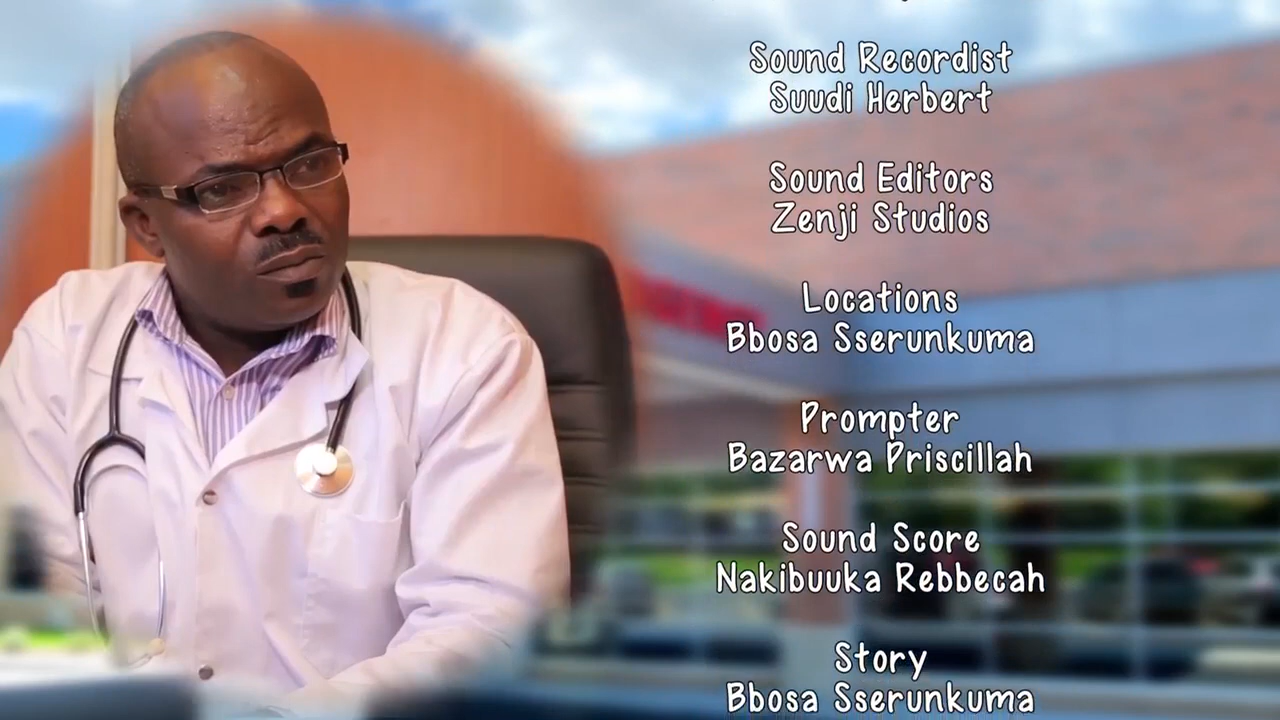 Sound Recordist
Suudi Herbert
Sound Editors
Zenji Studios
Locations
Bbosa Sserunkuma
Prompter
Bazarwa Priscillah
Sound Score
Nakibuuka Rebbecah
Story
Bbosa Sserunkuma